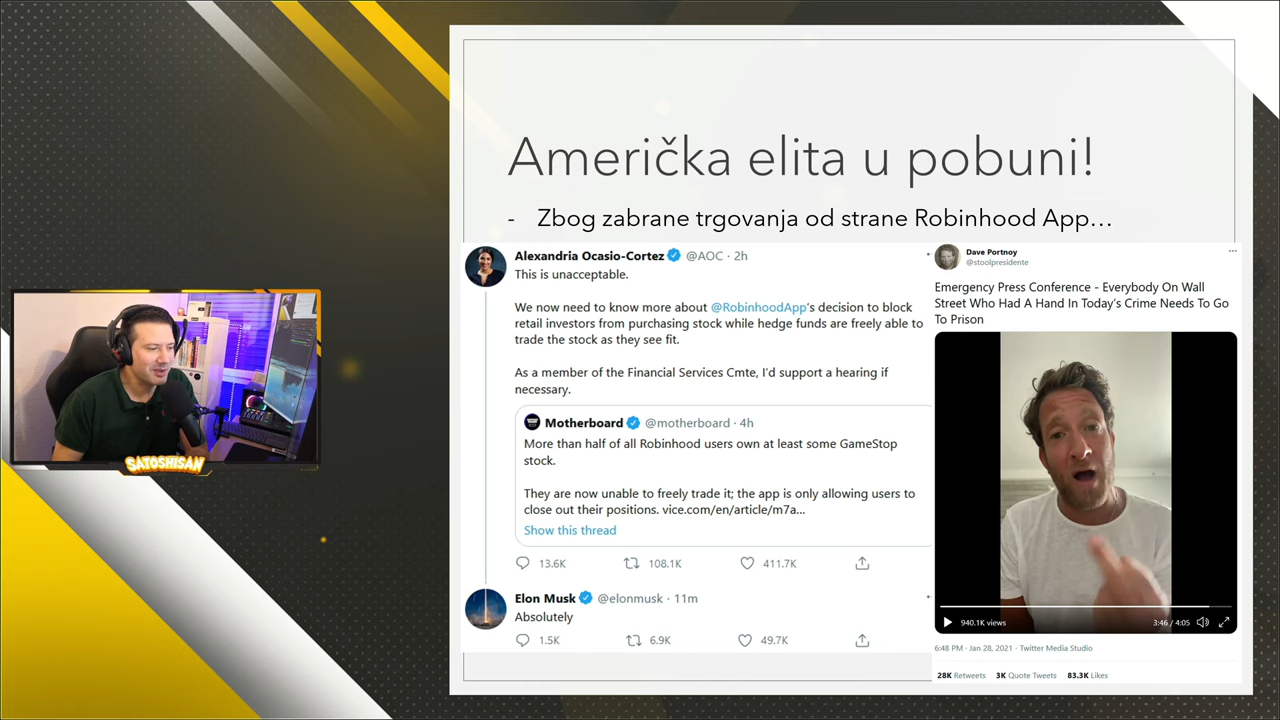 Američka elita u pobuni!
- Zbog zabrane trgovanja od strane Robinhood App...
Alexandria Ocasio-Cortez @AOC · 2h
This is unacceptable.
We now need to know more about @RobinhoodApp's decision to block
retail investors from purchasing stock while hedge funds are freely able to
trade the stock as they see fit.
As a member of the Financial Services Cmte, I'd support a hearing if
necessary.
Motherboard @motherboard · 4h
More than half of all Robinhood users own at least some GameStop
stock.
They are now unable to freely trade it; the app is only allowing users to
close out their positions. vice.com/en/article/m7a...
Show this thread
13.6K 108.1K 411.7K
Elon Musk @elonmusk · 11m
Absolutely
1.5K 6.9K 49.7K
Dave Portnoy
@stoolpresidente
Emergency Press Conference - Everybody On Wall
Street Who Had A Hand In Today's Crime Needs To Go
To Prison
940.1K views 3:46 / 4:05
6:48 PM · Jan 28, 2021 · Twitter Media Studio
28K Retweets 3K Quote Tweets 83.3K Likes
SATOSHISAN